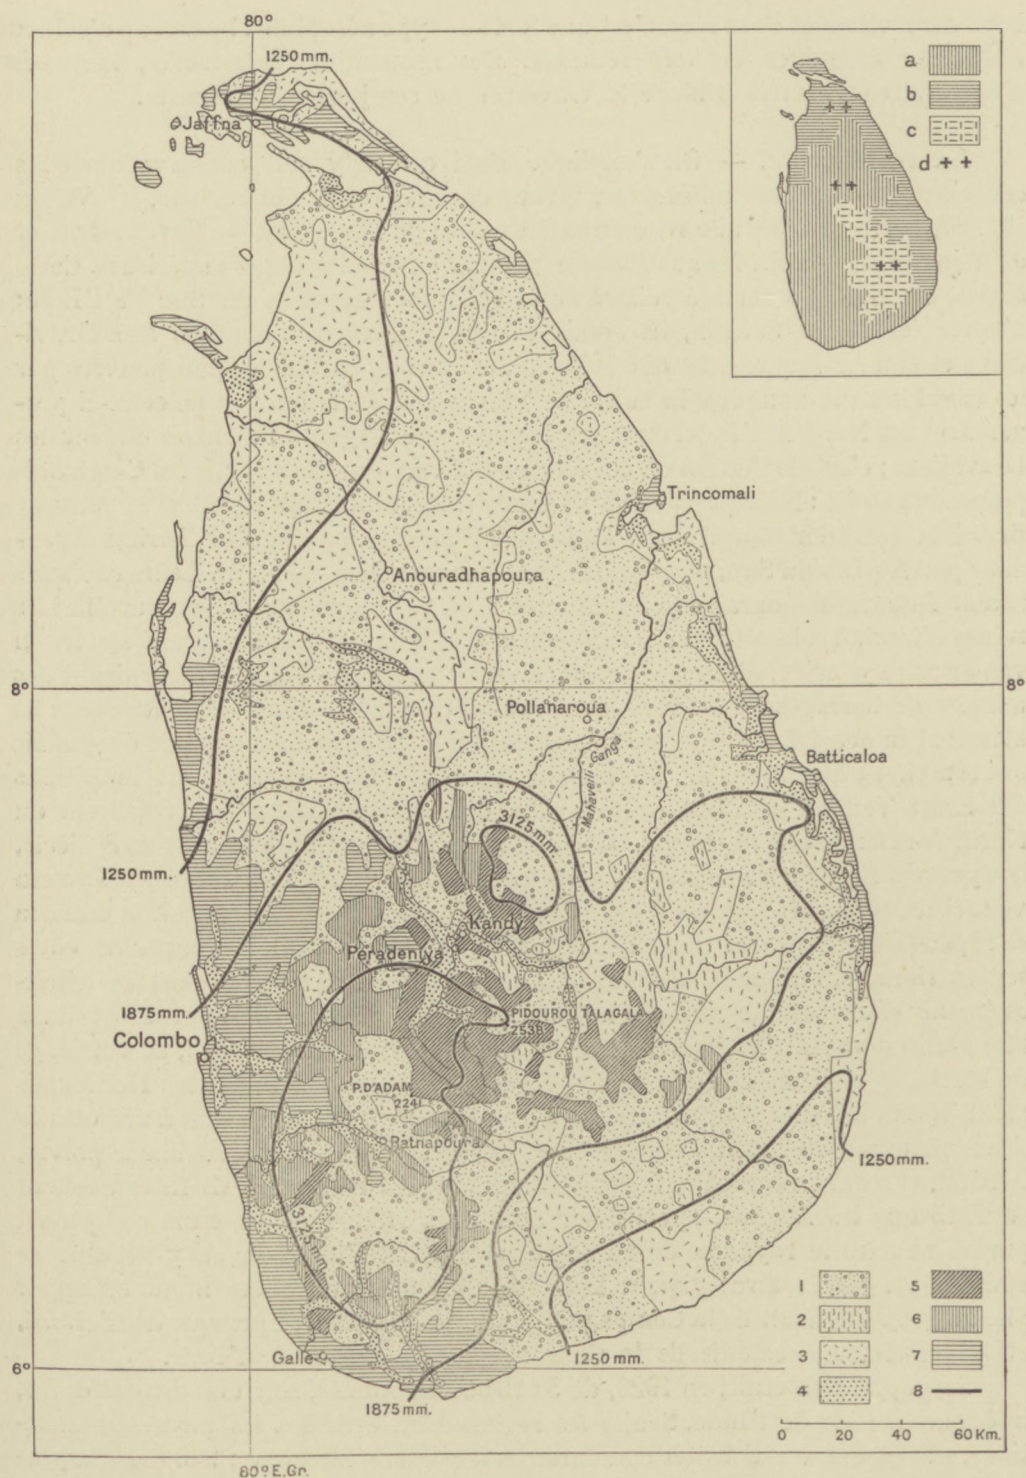 80°
1250 mm.
a
b
c
d
Jaffna
Trincomali
Anouradhapoura
8°
8°
Pollanaroua
Mahaveili Ganga
Batticaloa
3125 mm.
1250 mm.
Kandy
Peradeniya
1875 mm.
PIDOUROU TALAGALA
2538
Colombo
P. D'ADAM
2241
Ratnapoura
1250 mm.
3125 mm.
1 5
2 6
3 7
4 8
Galle
1250 mm.
6°
1875 mm.
0 20 40 60 Km.
80° E. Gr.